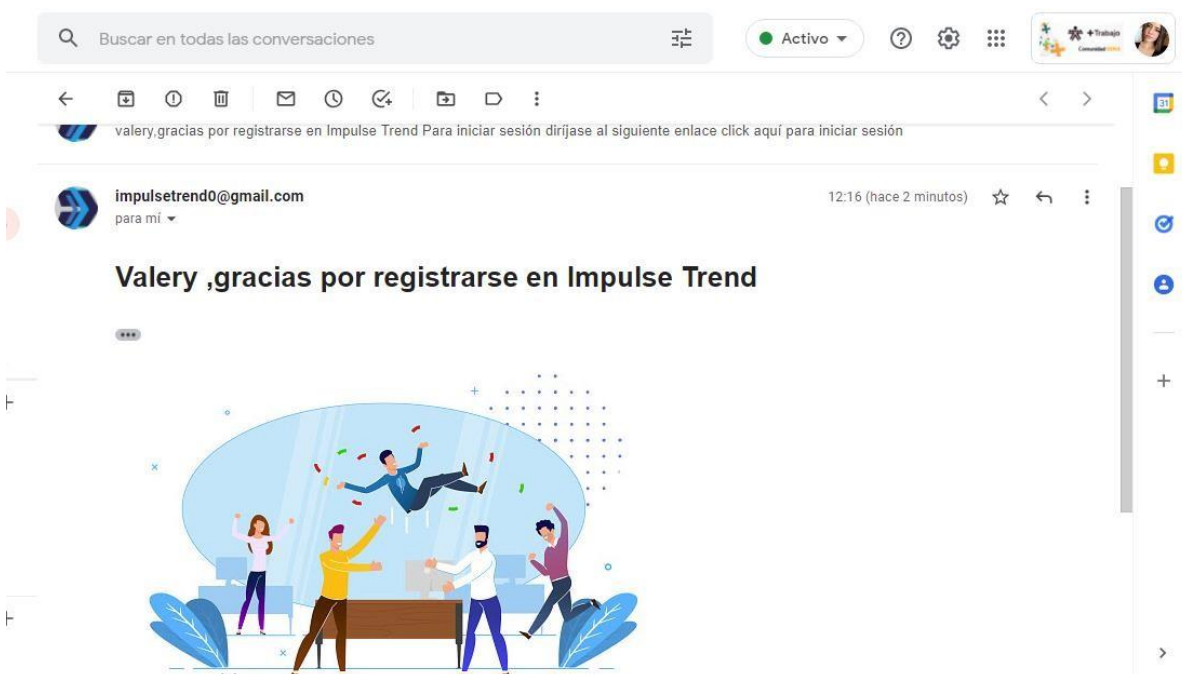 Buscar en todas las conversaciones
Activo
+Trabajo
Comunidad
31
valery,gracias por registrarse en Impulse Trend Para iniciar sesión diríjase al siguiente enlace click aquí para iniciar sesión
impulsetrend0@gmail.com
12:16 (hace 2 minutos)
para mí
Valery ,gracias por registrarse en Impulse Trend